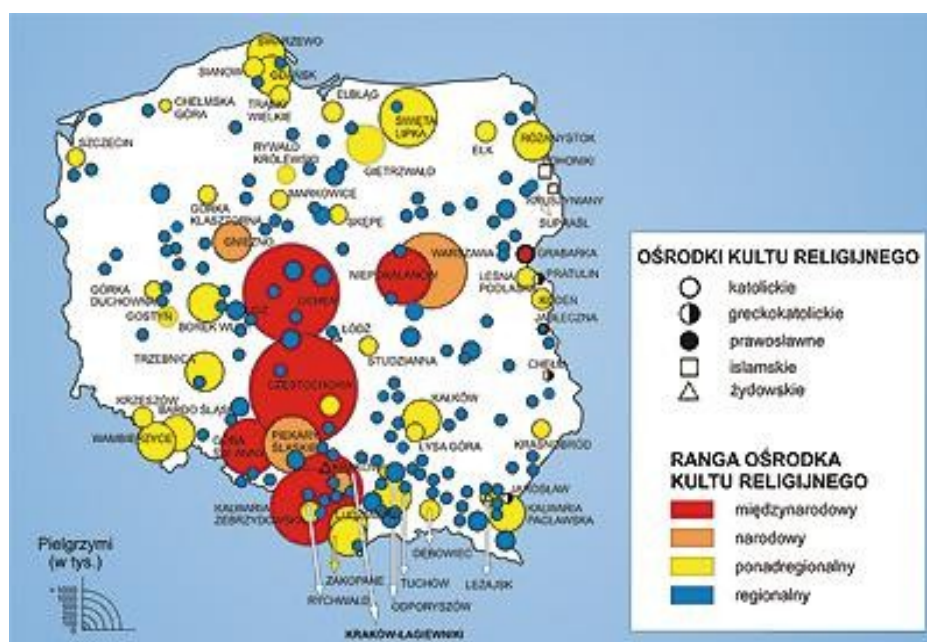 SWARZEWO
SIANOWO
GDAŃSK
TRĄBKI
WIELKIE
ELBLĄG
CHEŁMSKA
GÓRA
ŚWIĘTA
LIPKA
SZCZECIN
RYWAŁD
KRÓLEWSKI
GIETRZWAŁD
EŁK
RÓŻANYSTOK
BOHONIKI
KRUSZYNIANY
SUPRAŚL
GÓRKA
KLASZTORNA
MARKOWICE
SKĘPE
GNIEZNO
WARSZAWA
GRABARKA
NIEPOKALANÓW
LEŚNA
PODLASKA
PRATULIN
KODEŃ
JABŁECZNA
GÓRKA
DUCHOWNA
GOSTYŃ
BOREK WL
LICHEŃ
ŁÓDŹ
TRZEBNICA
STUDZIANNA
CHEŁM
CZĘSTOCHOWA
KRZESZÓW
BARDO ŚLĄSKIE
WAMBIERZYCE
KAŁKÓW
ŁYSA GÓRA
KRASNOBRÓD
PIEKARY
ŚLĄSKIE
GÓRA
ŚW. ANNY
JAROSŁAW
KALWARIA
ZEBRZYDOWSKA
KALWARIA
PACŁAWSKA
LUDŹMIERZ
DĘBOWIEC
ZAKOPANE
TUCHÓW
LEŻAJSK
RYCHWAŁD
ODPORYSZÓW
KRAKÓW-ŁAGIEWNIKI
Pielgrzymi
(w tys.)
OŚRODKI KULTU RELIGIJNEGO
katolickie
greckokatolickie
prawosławne
islamskie
żydowskie
RANGA OŚRODKA
KULTU RELIGIJNEGO
międzynarodowy
narodowy
ponadregionalny
regionalny